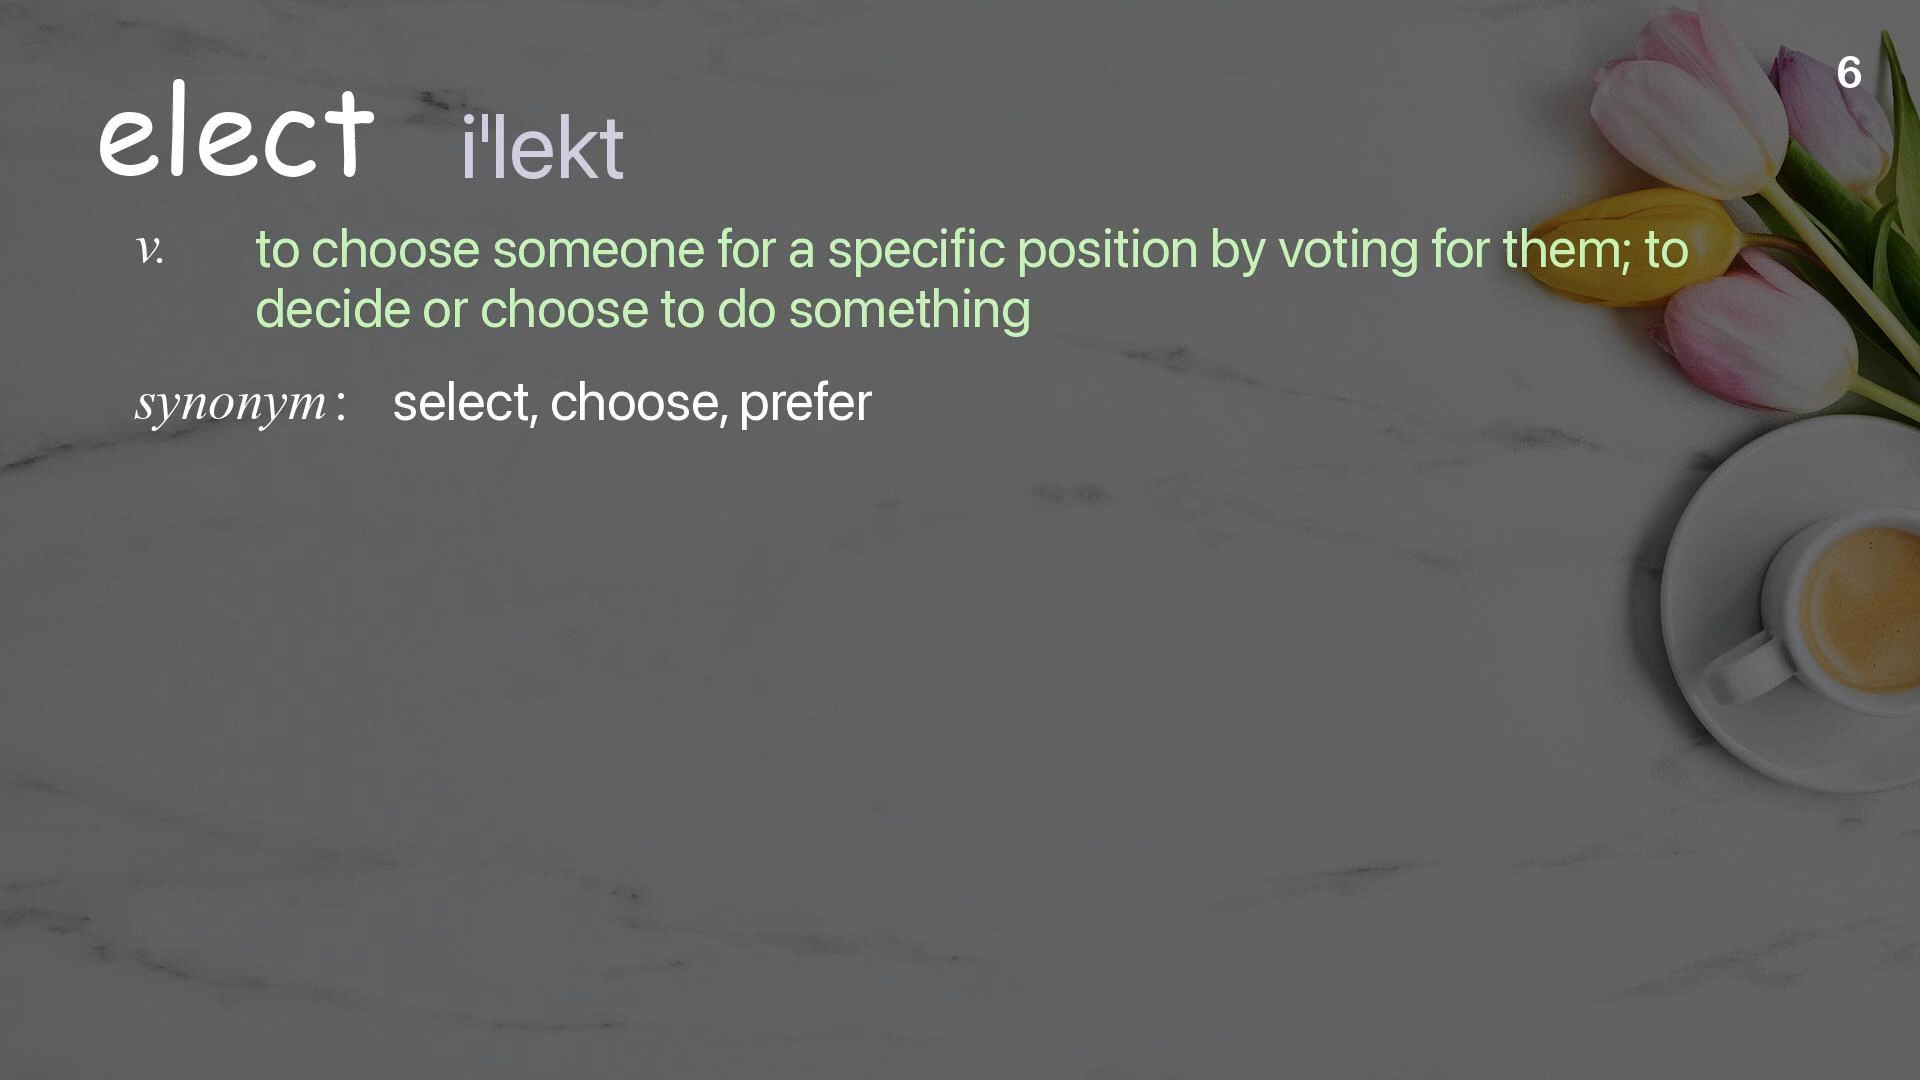 6
elect iˈlekt
v. to choose someone for a specific position by voting for them; to
decide or choose to do something
synonym : select, choose, prefer